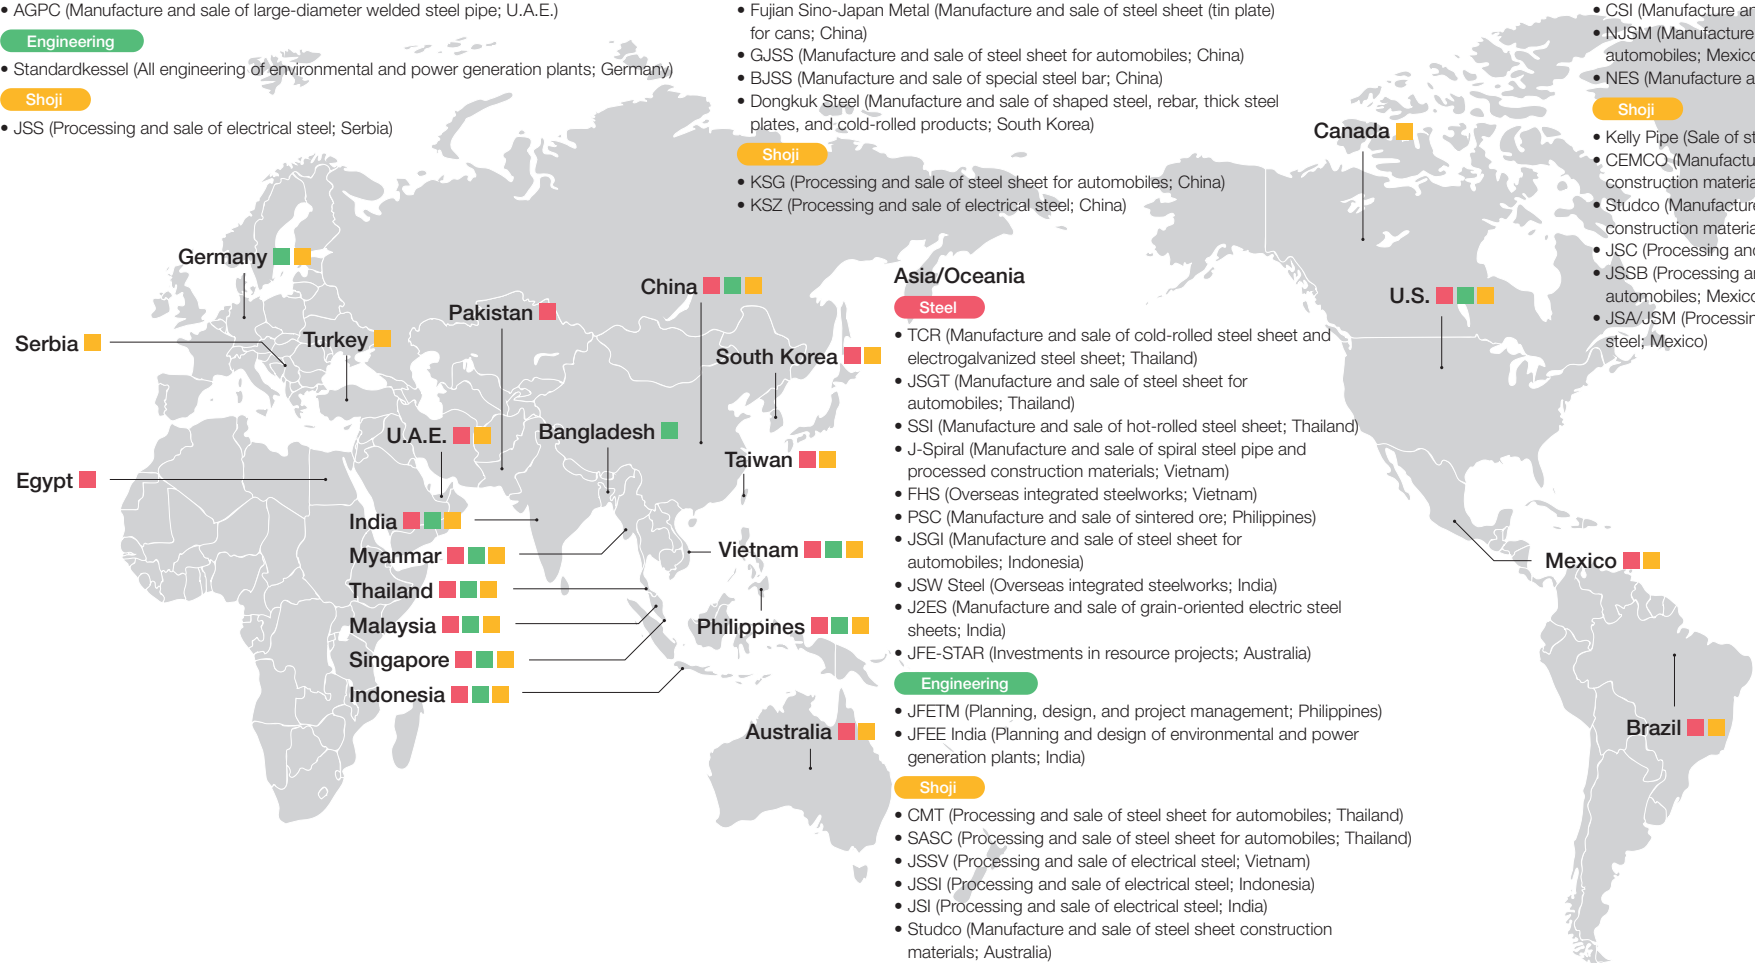 • AGPC (Manufacture and sale of large-diameter welded steel pipe; U.A.E.)
Engineering
• Standardkessel (All engineering of environmental and power generation plants; Germany)
Shoji
• JSS (Processing and sale of electrical steel; Serbia)
• Fujian Sino-Japan Metal (Manufacture and sale of steel sheet (tin plate)
for cans; China)
• GJSS (Manufacture and sale of steel sheet for automobiles; China)
• BJSS (Manufacture and sale of special steel bar; China)
• Dongkuk Steel (Manufacture and sale of shaped steel, rebar, thick steel
plates, and cold-rolled products; South Korea)
Shoji
• KSG (Processing and sale of steel sheet for automobiles; China)
• KSZ (Processing and sale of electrical steel; China)
• CSI (Manufacture an
• NJSM (Manufacture
automobiles; Mexico
• NES (Manufacture a
Shoji
• Kelly Pipe (Sale of st
• CEMCO (Manufactu
construction materia
• Studco (Manufacture
construction materia
• JSC (Processing and
• JSSB (Processing a
automobiles; Mexico
• JSA/JSM (Processin
steel; Mexico)
Canada
Germany
Serbia
Turkey
Pakistan
China
South Korea
U.A.E.
Bangladesh
Taiwan
Egypt
India
Myanmar
Thailand
Malaysia
Singapore
Indonesia
Vietnam
Philippines
Australia
U.S.
Mexico
Brazil
Asia/Oceania
Steel
• TCR (Manufacture and sale of cold-rolled steel sheet and
electrogalvanized steel sheet; Thailand)
• JSGT (Manufacture and sale of steel sheet for
automobiles; Thailand)
• SSI (Manufacture and sale of hot-rolled steel sheet; Thailand)
• J-Spiral (Manufacture and sale of spiral steel pipe and
processed construction materials; Vietnam)
• FHS (Overseas integrated steelworks; Vietnam)
• PSC (Manufacture and sale of sintered ore; Philippines)
• JSGI (Manufacture and sale of steel sheet for
automobiles; Indonesia)
• JSW Steel (Overseas integrated steelworks; India)
• J2ES (Manufacture and sale of grain-oriented electric steel
sheets; India)
• JFE-STAR (Investments in resource projects; Australia)
Engineering
• JFETM (Planning, design, and project management; Philippines)
• JFEE India (Planning and design of environmental and power
generation plants; India)
Shoji
• CMT (Processing and sale of steel sheet for automobiles; Thailand)
• SASC (Processing and sale of steel sheet for automobiles; Thailand)
• JSSV (Processing and sale of electrical steel; Vietnam)
• JSSI (Processing and sale of electrical steel; Indonesia)
• JSI (Processing and sale of electrical steel; India)
• Studco (Manufacture and sale of steel sheet construction
materials; Australia)